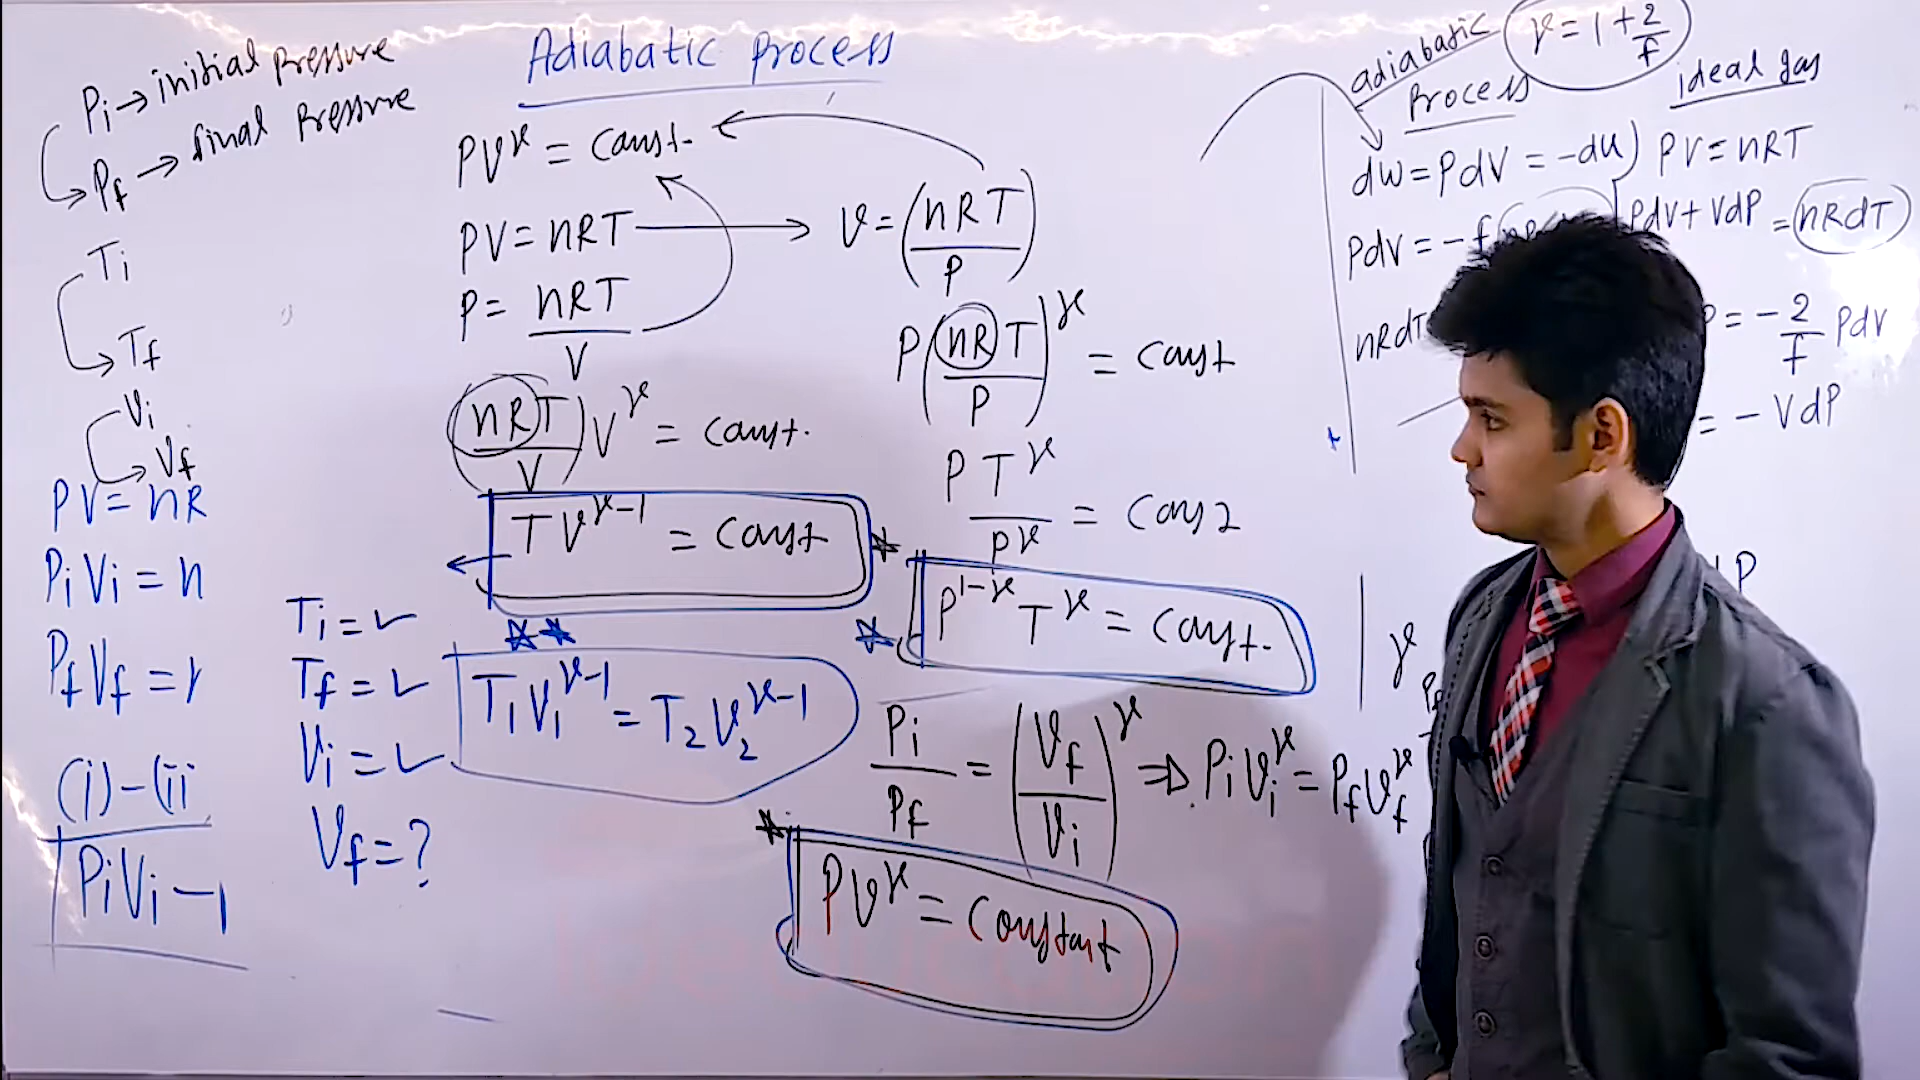 Adiabatic process
Pi → initial pressure
Pf → final pressure
Ti
Tf
Vi
Vf
PV = nR
PiVi = n
PfVf = r
(i) - (ii
PiVi - 1
Ti = ✓
Tf = ✓
Vi = ✓
Vf = ?
PV^γ = const.
PV = nRT
P = nRT/V
(nRT/V)V^γ = const.
TV^γ-1 = const
T1V1^γ-1 = T2V2^γ-1
V = (nRT/P)
P(nRT/P)^γ = const
PT^γ/P^γ = cons
P^1-γ T^γ = const.
Pi/Pf = (Vf/Vi)^γ ⇒ PiVi^γ = PfVf^γ
PV^γ = constant
γ = 1 + 2/f
adiabatic
process
dW = PdV = -dU)
PdV = -f
nRdT
ideal gas
PV = nRT
PdV + VdP = nRdT
P = -2/f PdV
= - VdP
P
γ